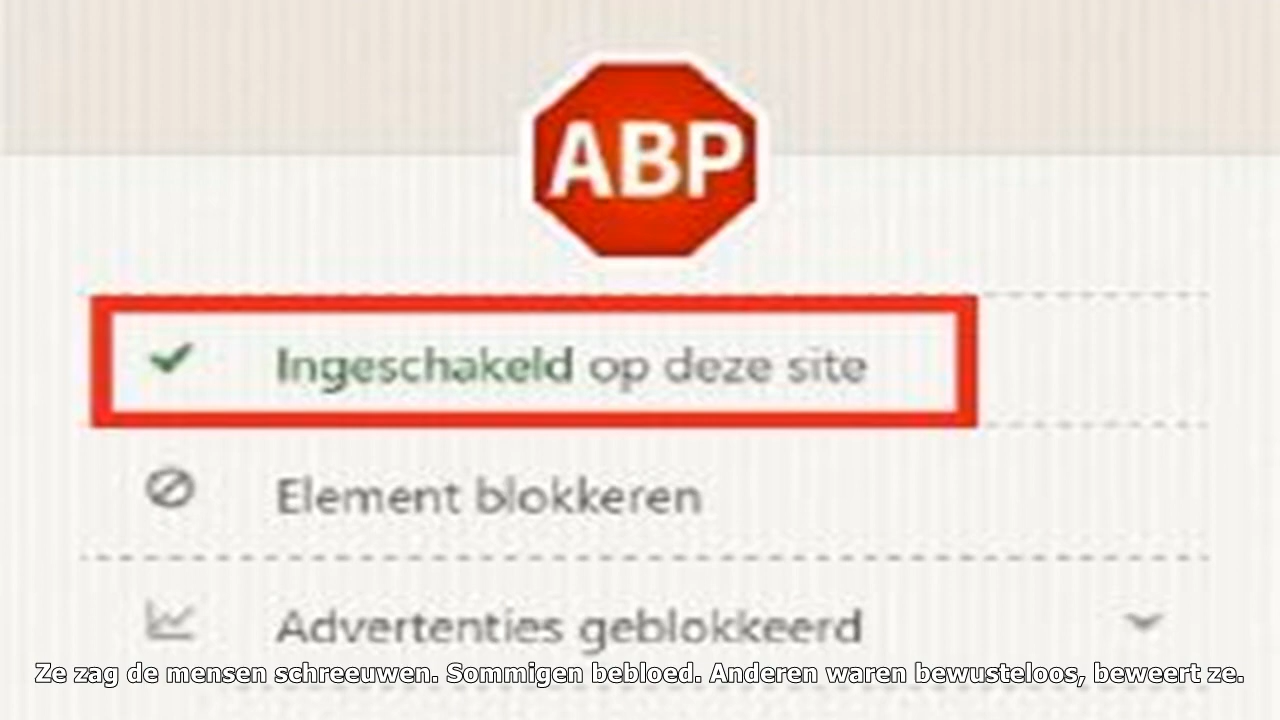 ABP
Ingeschakeld op deze site
Element blokkeren
Advertenties geblokkeerd
Ze zag de mensen schreeuwen. Sommigen bebloed. Anderen waren bewusteloos, beweert ze.